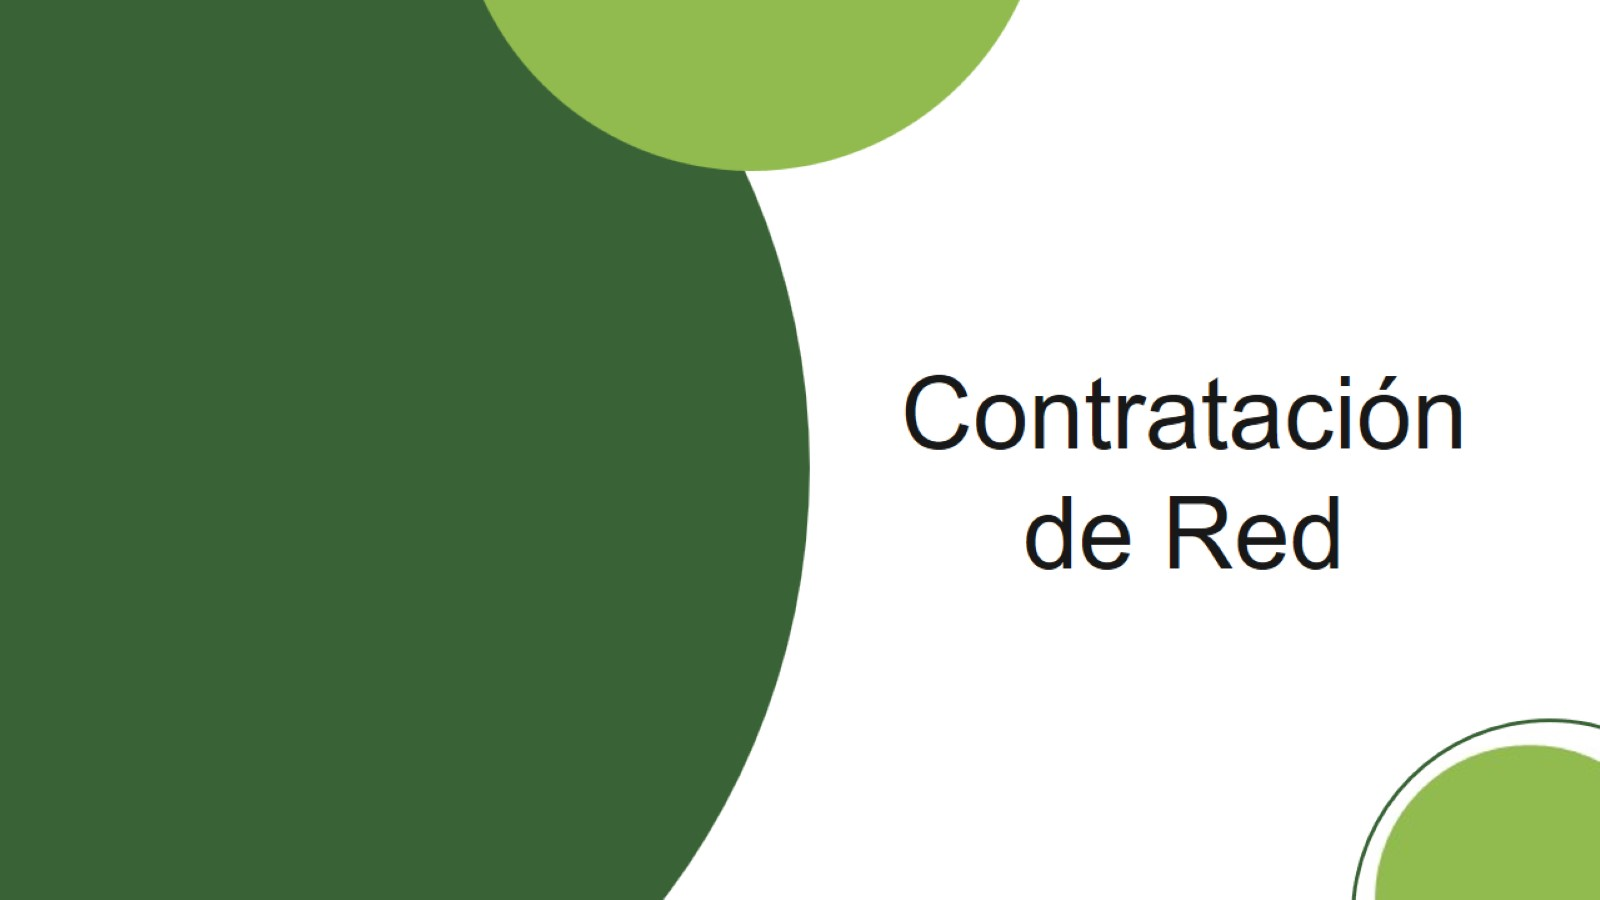 Contratación
de Red